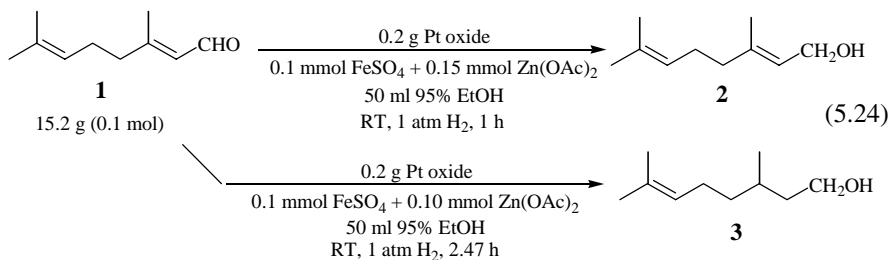 CHO
1
15.2 g (0.1 mol)
0.2 g Pt oxide
0.1 mmol FeSO₄ + 0.15 mmol Zn(OAc)₂
50 ml 95% EtOH
RT, 1 atm H₂, 1 h
CH₂OH
2
(5.24)
0.2 g Pt oxide
0.1 mmol FeSO₄ + 0.10 mmol Zn(OAc)₂
50 ml 95% EtOH
RT, 1 atm H₂, 2.47 h
CH₂OH
3